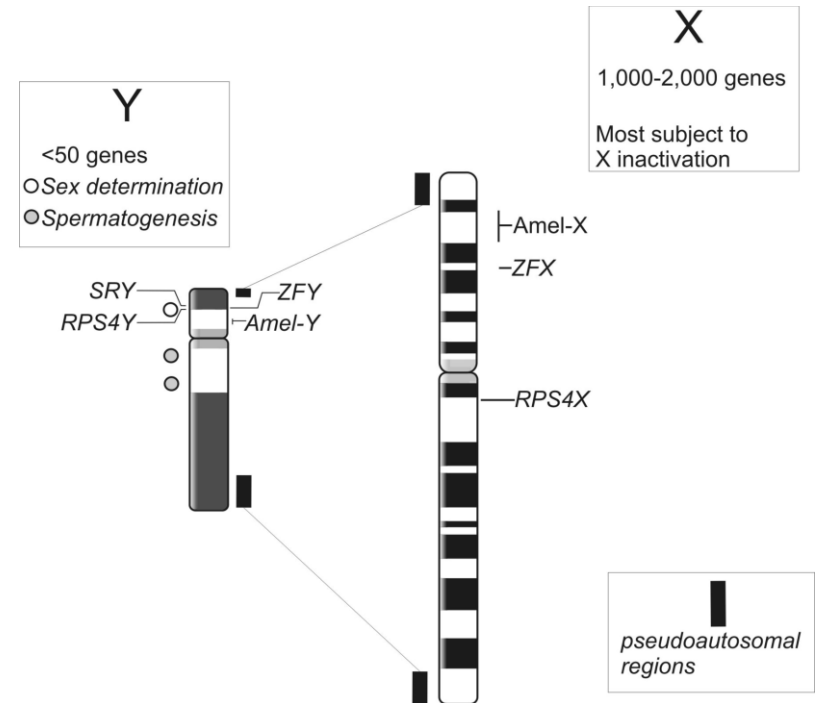 Y
<50 genes
Sex determination
Spermatogenesis
X
1,000-2,000 genes
Most subject to
X inactivation
SRY
RPS4Y
ZFY
Amel-Y
Amel-X
ZFX
RPS4X
pseudoautosomal
regions